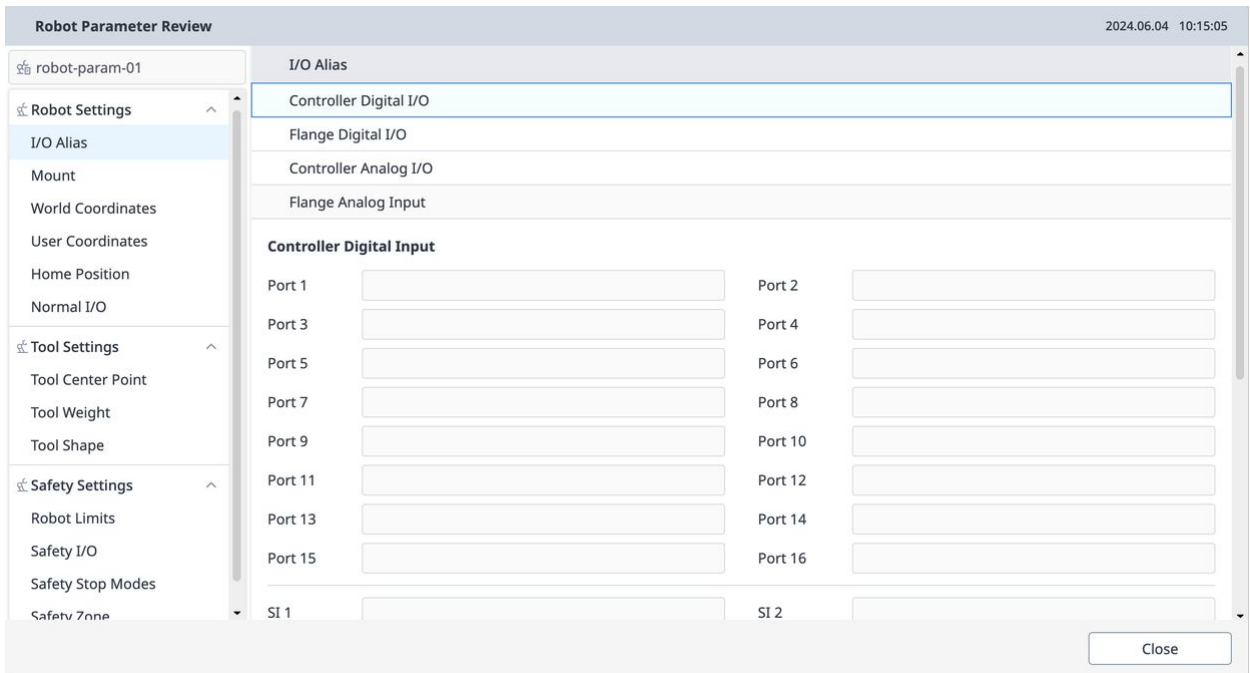 Robot Parameter Review
2024.06.04 10:15:05
robot-param-01
Robot Settings
I/O Alias
Mount
World Coordinates
User Coordinates
Home Position
Normal I/O
Tool Settings
Tool Center Point
Tool Weight
Tool Shape
Safety Settings
Robot Limits
Safety I/O
Safety Stop Modes
Safety Zone
I/O Alias
Controller Digital I/O
Flange Digital I/O
Controller Analog I/O
Flange Analog Input
Controller Digital Input
Port 1 Port 2
Port 3 Port 4
Port 5 Port 6
Port 7 Port 8
Port 9 Port 10
Port 11 Port 12
Port 13 Port 14
Port 15 Port 16
SI 1 SI 2
Close